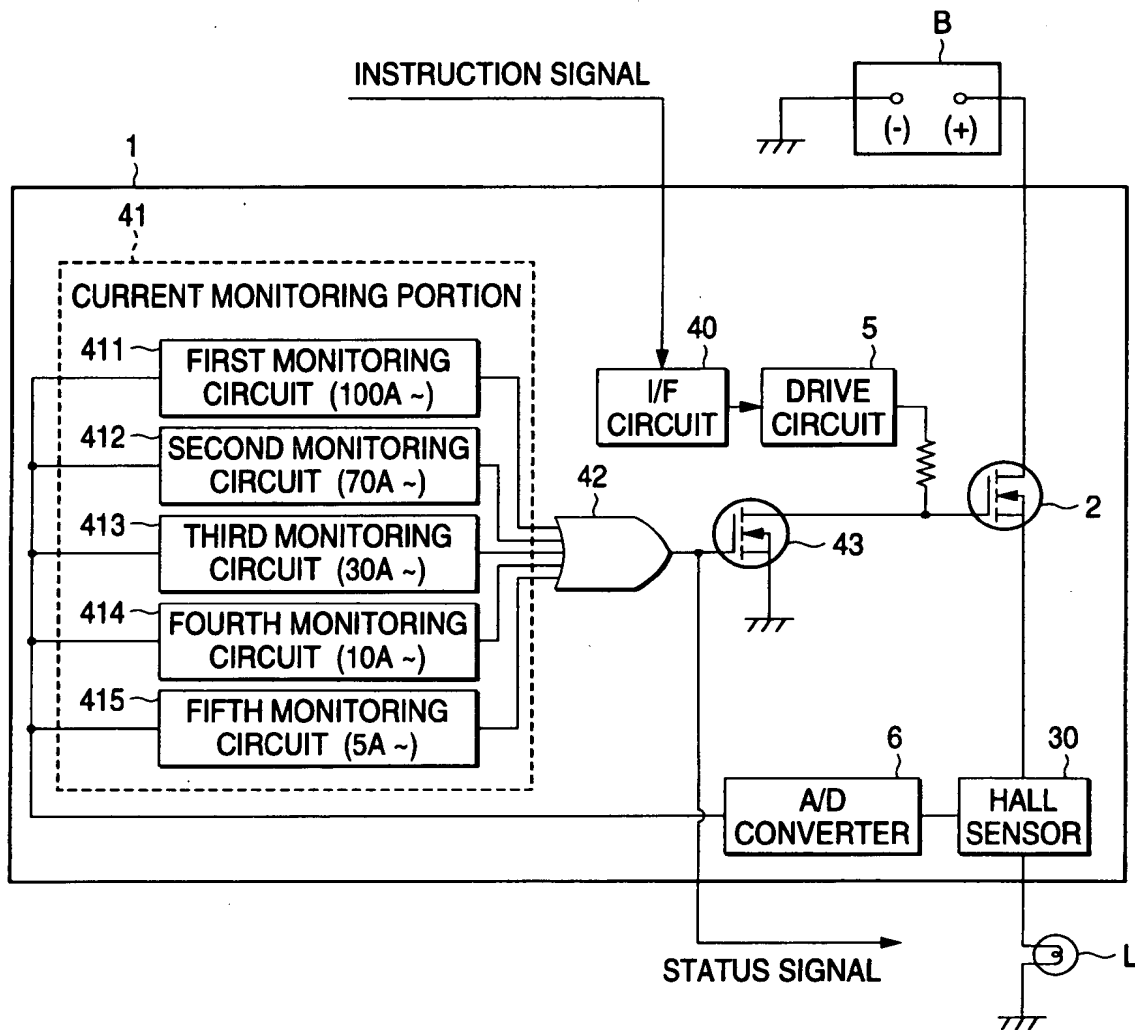 B
INSTRUCTION SIGNAL
(-) (+)
1
41
CURRENT MONITORING PORTION
411
FIRST MONITORING
CIRCUIT (100A ~)
412
SECOND MONITORING
CIRCUIT (70A ~)
413
THIRD MONITORING
CIRCUIT (30A ~)
414
FOURTH MONITORING
CIRCUIT (10A ~)
415
FIFTH MONITORING
CIRCUIT (5A ~)
40
I/F
CIRCUIT
5
DRIVE
CIRCUIT
42
43
2
6
A/D
CONVERTER
30
HALL
SENSOR
STATUS SIGNAL
L